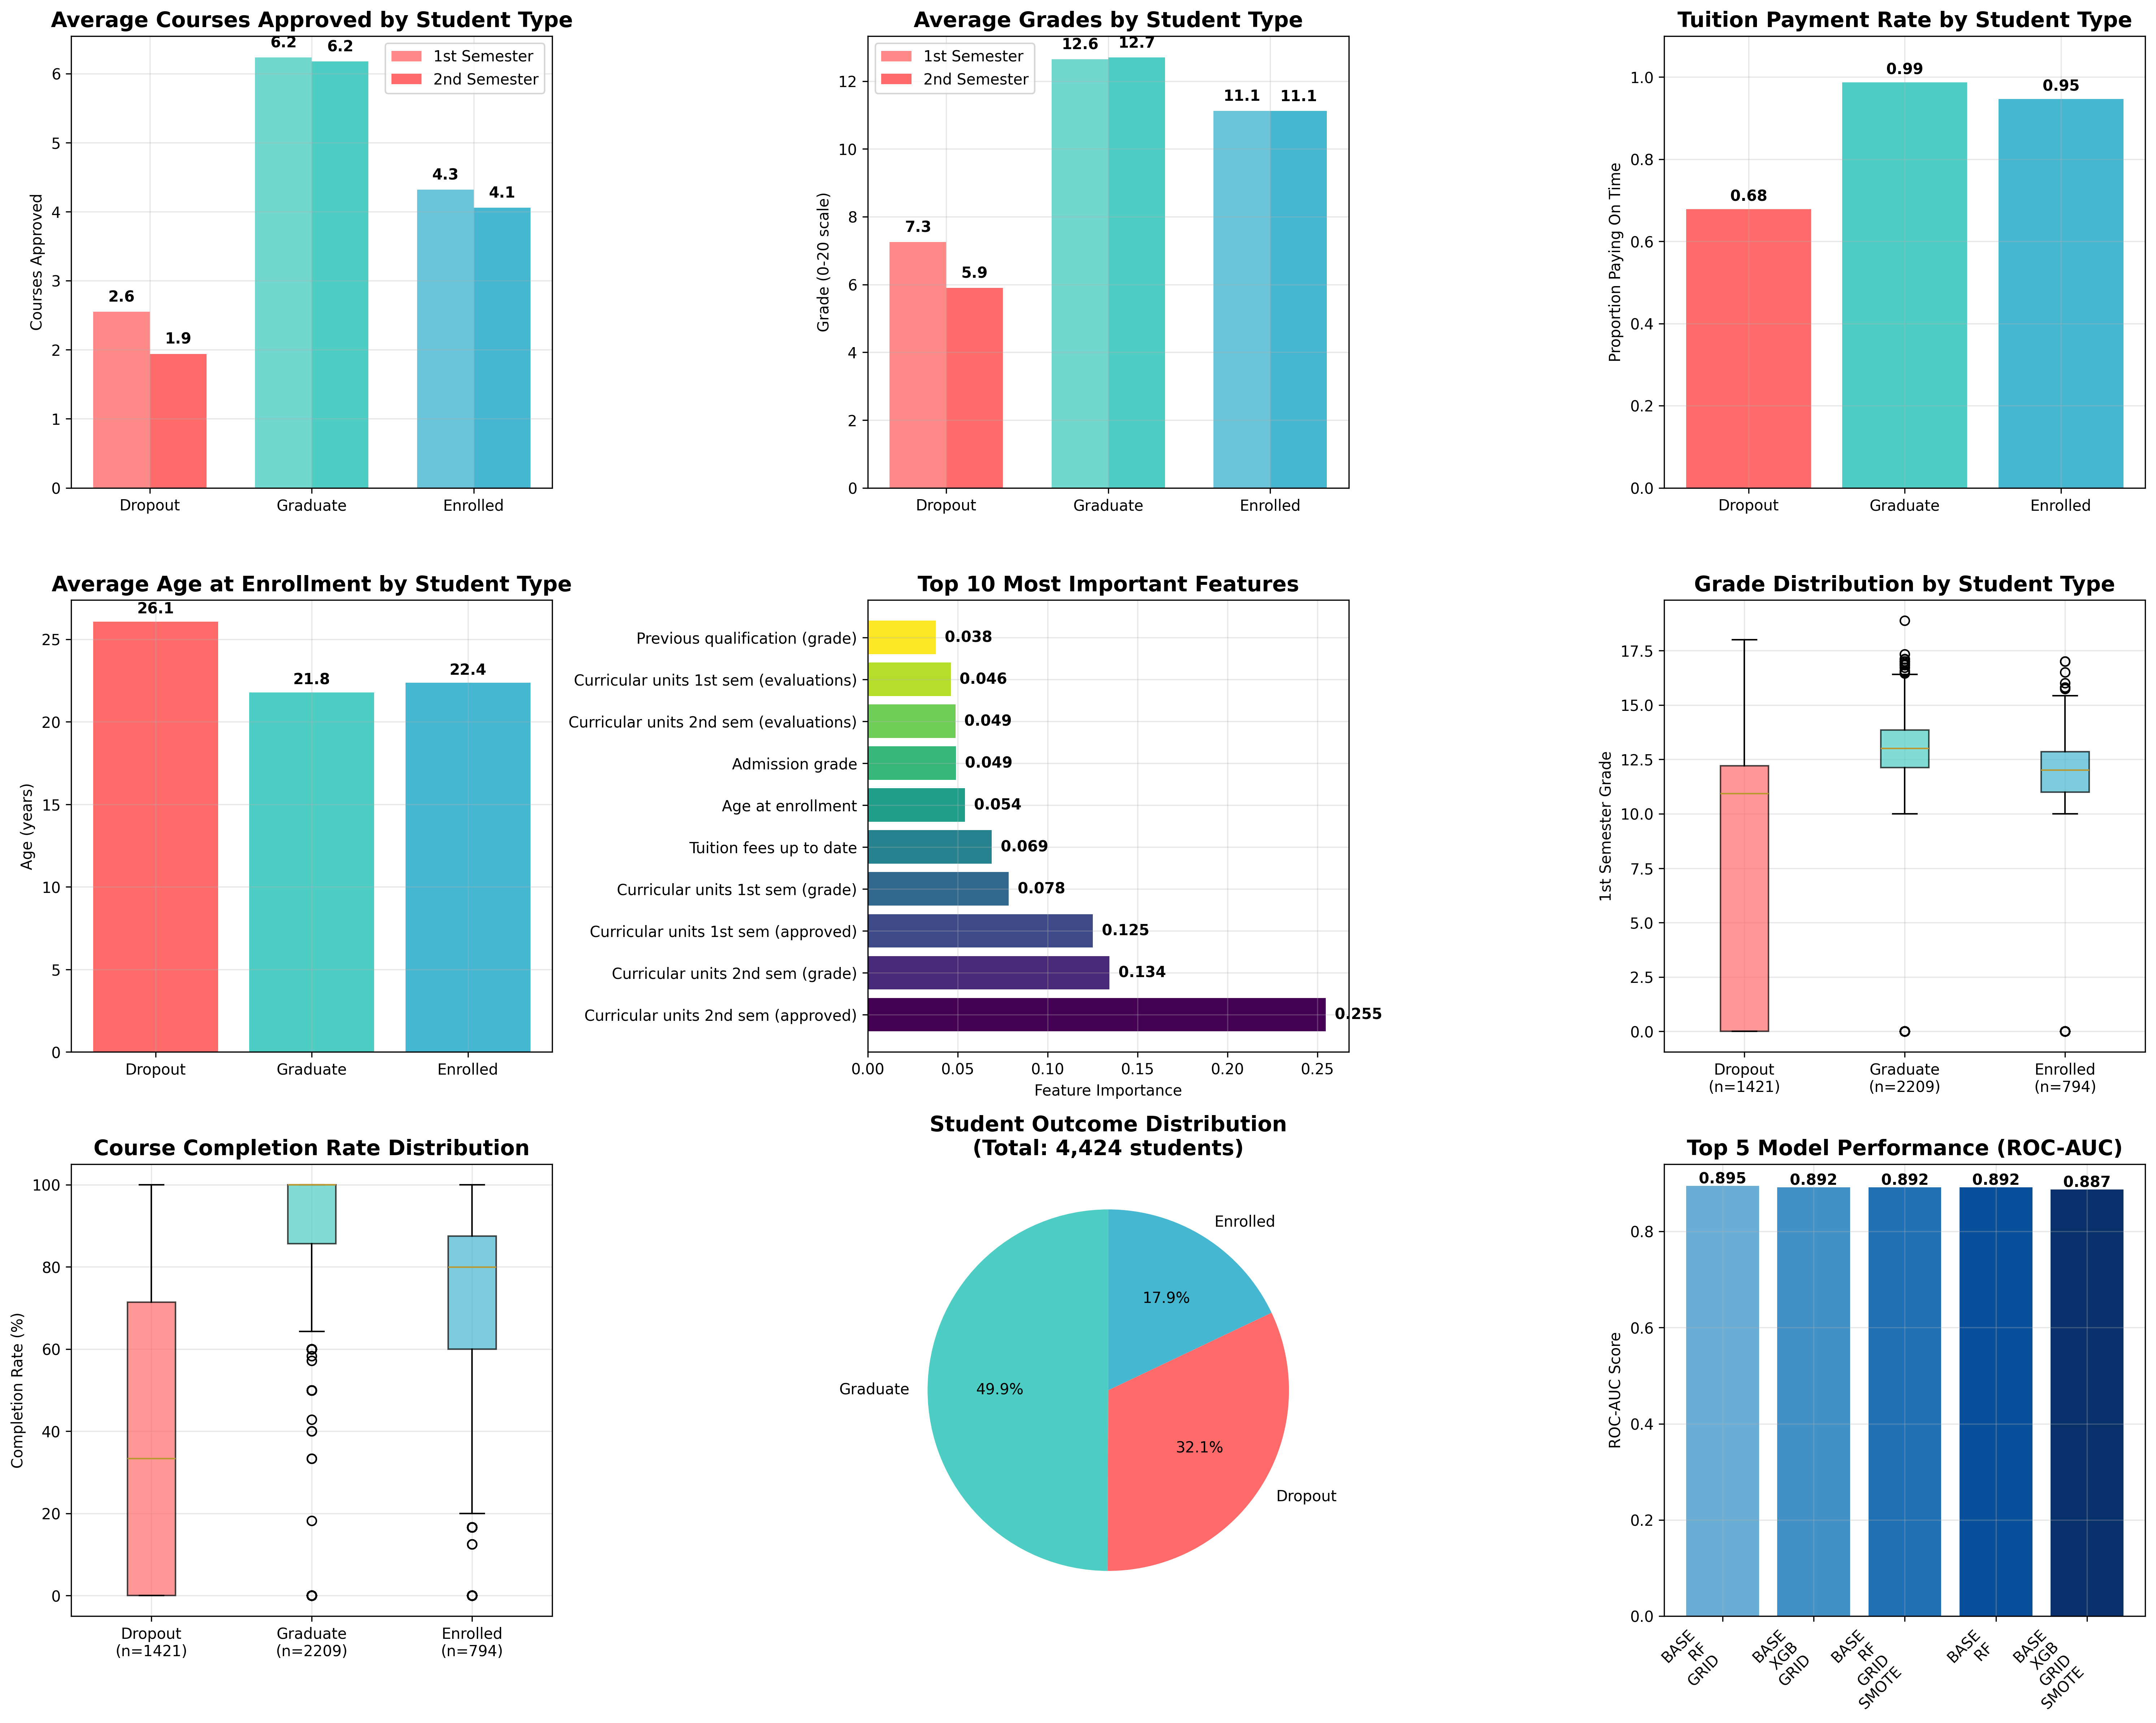 Average Courses Approved by Student Type
6.2
6.2
1st Semester
2nd Semester
4.3
4.1
2.6
1.9
Courses Approved
6
5
4
3
2
1
0
Dropout
Graduate
Enrolled
Average Grades by Student Type
1st Semester
2nd Semester
12.6
12.7
11.1
11.1
7.3
5.9
Grade (0-20 scale)
12
10
8
6
4
2
0
Dropout
Graduate
Enrolled
Tuition Payment Rate by Student Type
0.99
0.95
0.68
Proportion Paying On Time
1.0
0.8
0.6
0.4
0.2
0.0
Dropout
Graduate
Enrolled
Average Age at Enrollment by Student Type
26.1
21.8
22.4
Age (years)
25
20
15
10
5
0
Dropout
Graduate
Enrolled
Top 10 Most Important Features
Previous qualification (grade)
0.038
Curricular units 1st sem (evaluations)
0.046
Curricular units 2nd sem (evaluations)
0.049
Admission grade
0.049
Age at enrollment
0.054
Tuition fees up to date
0.069
Curricular units 1st sem (grade)
0.078
Curricular units 1st sem (approved)
0.125
Curricular units 2nd sem (grade)
0.134
Curricular units 2nd sem (approved)
0.255
0.00
0.05
0.10
0.15
0.20
0.25
Feature Importance
Grade Distribution by Student Type
1st Semester Grade
17.5
15.0
12.5
10.0
7.5
5.0
2.5
0.0
Dropout
(n=1421)
Graduate
(n=2209)
Enrolled
(n=794)
Course Completion Rate Distribution
Completion Rate (%)
100
80
60
40
20
0
Dropout
(n=1421)
Graduate
(n=2209)
Enrolled
(n=794)
Student Outcome Distribution
(Total: 4,424 students)
Enrolled
17.9%
Graduate
49.9%
32.1%
Dropout
Top 5 Model Performance (ROC-AUC)
0.895
0.892
0.892
0.892
0.887
ROC-AUC Score
0.8
0.6
0.4
0.2
0.0
BASE
RF
GRID
BASE
XGB
GRID
BASE
RF
GRID
SMOTE
BASE
RF
BASE
XGB
GRID
SMOTE